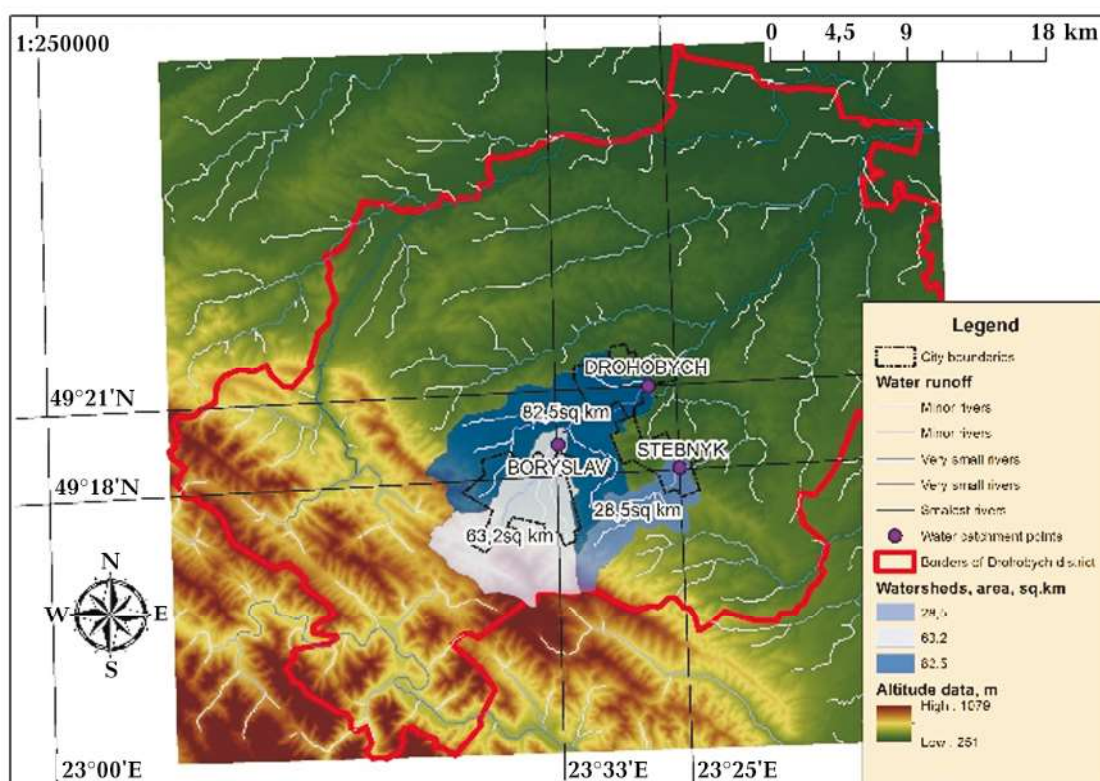 1:250000
0 4,5 9 18 km
DROHOBYCH
82,5sq km
STEBNYK
BORYSLAV
28,5sq km
63,2sq km
49°21'N
49°18'N
N
W E
S
23°00'E
23°33'E
23°25'E
Legend
City boundaries
Water runoff
Minor rivers
Minor rivers
Very small rivers
Very small rivers
Smalest rivers
Water catchment points
Borders of Drohobych district
Watersheds, area, sq.km
28,5
63,2
82,5
Altitude data, m
High : 1079
Low : 251